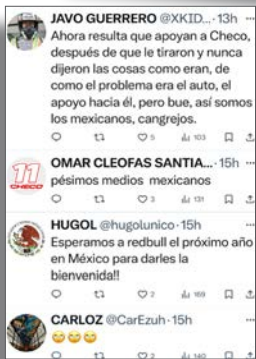 JAVO GUERRERO @XKID... · 13h ...
Ahora resulta que apoyan a Checo,
después de que le tiraron y nunca
dijeron las cosas como eran, de
como el problema era el auto, el
apoyo hacia él, pero bue, así somos
los mexicanos, cangrejos.
5 103
OMAR CLEOFAS SANTIA... · 15h ...
11
CHECO
pésimos medios mexicanos
3 131
HUGOL @hugolunico · 15h ...
Esperamos a redbull el próximo año
en México para darles la
bienvenida!!
2 169
CARLOZ @CarEzuh · 15h ...
🙄🙄🙄
2 140